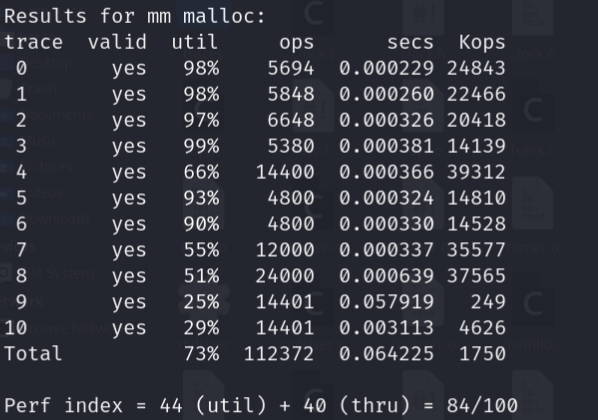 Results for mm malloc:
trace valid util ops secs Kops
0 yes 98% 5694 0.000229 24843
1 yes 98% 5848 0.000260 22466
2 yes 97% 6648 0.000326 20418
3 yes 99% 5380 0.000381 14139
4 yes 66% 14400 0.000366 39312
5 yes 93% 4800 0.000324 14810
6 yes 90% 4800 0.000330 14528
7 yes 55% 12000 0.000337 35577
8 yes 51% 24000 0.000639 37565
9 yes 25% 14401 0.057919 249
10 yes 29% 14401 0.003113 4626
Total 73% 112372 0.064225 1750
Perf index = 44 (util) + 40 (thru) = 84/100